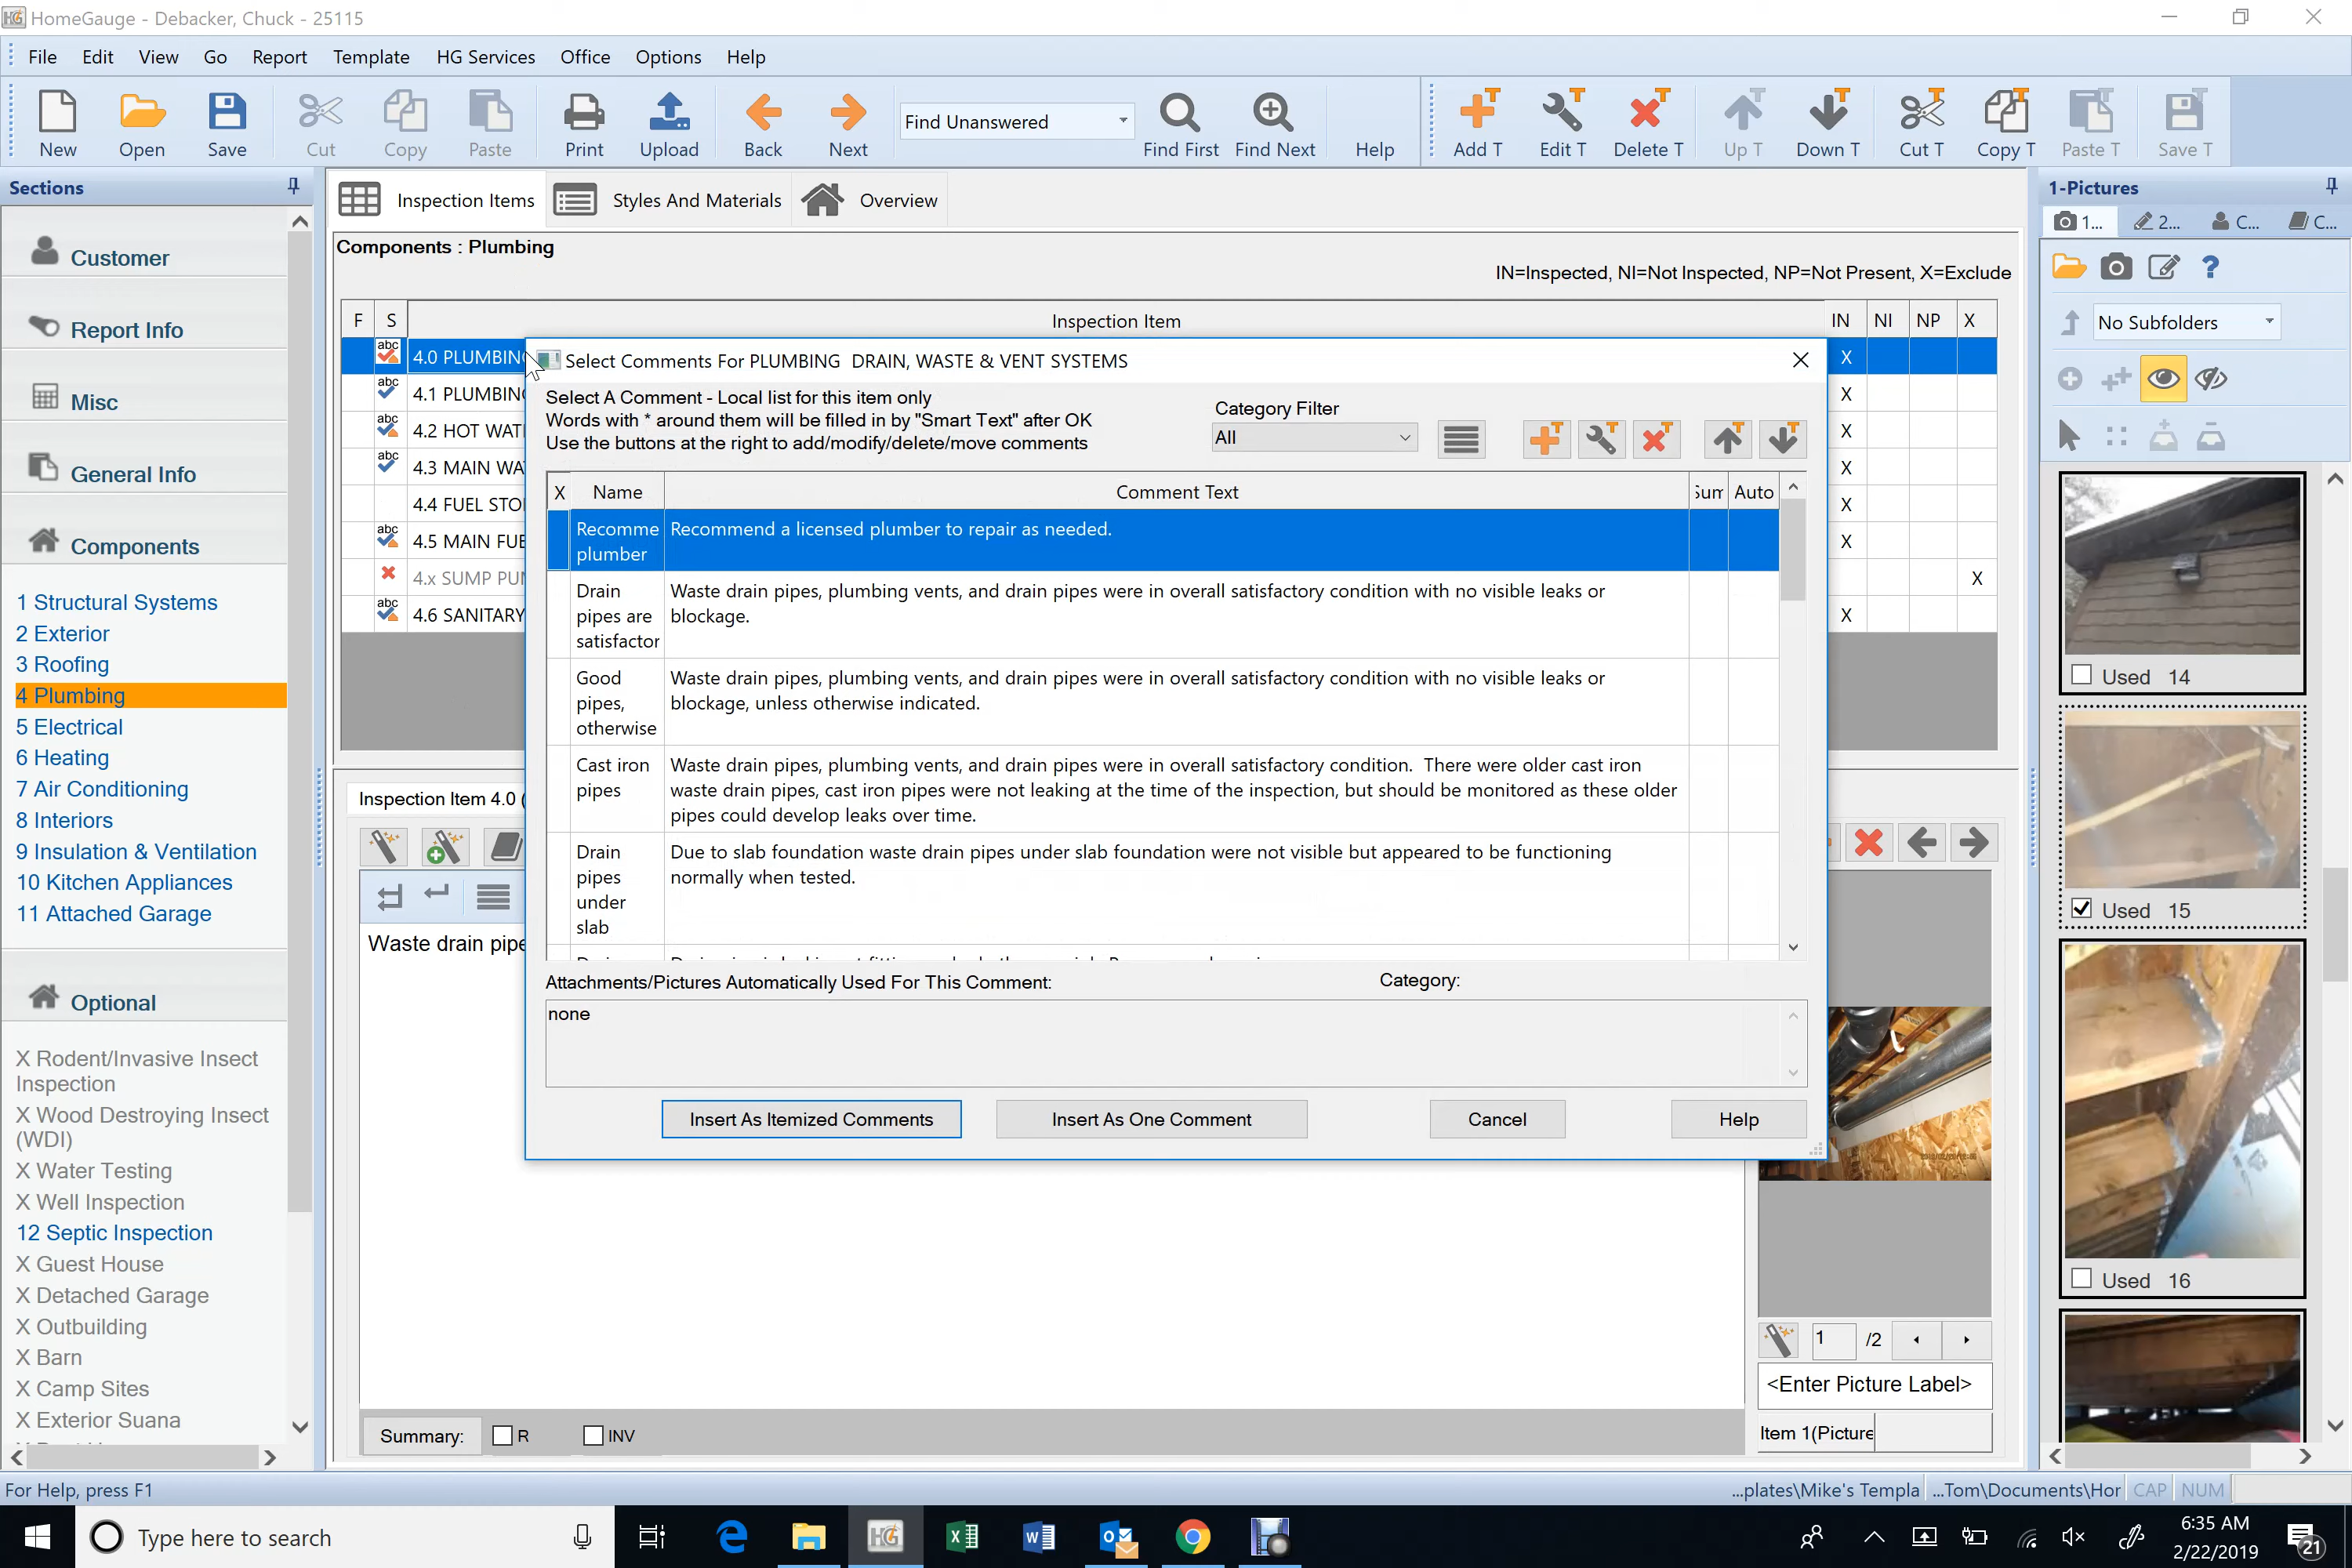 HomeGauge - Debacker, Chuck - 25115
File Edit View Go Report Template HG Services Office Options Help
New Open Save Cut Copy Paste Print Upload Back Next Find Unanswered Find First Find Next Help Add T Edit T Delete T Up T Down T Cut T Copy T Paste T Save T
Sections
Customer
Report Info
Misc
General Info
Components
1 Structural Systems
2 Exterior
3 Roofing
4 Plumbing
5 Electrical
6 Heating
7 Air Conditioning
8 Interiors
9 Insulation & Ventilation
10 Kitchen Appliances
11 Attached Garage
Optional
X Rodent/Invasive Insect
Inspection
X Wood Destroying Insect
(WDI)
X Water Testing
X Well Inspection
12 Septic Inspection
X Guest House
X Detached Garage
X Outbuilding
X Barn
X Camp Sites
X Exterior Suana
Inspection Items Styles And Materials Overview
Components : Plumbing
IN=Inspected, NI=Not Inspected, NP=Not Present, X=Exclude
F S Inspection Item IN NI NP X
abc 4.0 PLUMBING X
abc 4.1 PLUMBING X
abc 4.2 HOT WAT X
abc 4.3 MAIN WA X
4.4 FUEL STO X
abc 4.5 MAIN FUE X
4.x SUMP PU X
abc 4.6 SANITARY X
Select Comments For PLUMBING DRAIN, WASTE & VENT SYSTEMS
Select A Comment - Local list for this item only
Words with * around them will be filled in by "Smart Text" after OK
Use the buttons at the right to add/modify/delete/move comments
Category Filter
All
X Name Comment Text Sum Auto
Recomme
plumber
Recommend a licensed plumber to repair as needed.
Drain
pipes are
satisfactor
Waste drain pipes, plumbing vents, and drain pipes were in overall satisfactory condition with no visible leaks or
blockage.
Good
pipes,
otherwise
Waste drain pipes, plumbing vents, and drain pipes were in overall satisfactory condition with no visible leaks or
blockage, unless otherwise indicated.
Cast iron
pipes
Waste drain pipes, plumbing vents, and drain pipes were in overall satisfactory condition. There were older cast iron
waste drain pipes, cast iron pipes were not leaking at the time of the inspection, but should be monitored as these older
pipes could develop leaks over time.
Drain
pipes
under
slab
Due to slab foundation waste drain pipes under slab foundation were not visible but appeared to be functioning
normally when tested.
Attachments/Pictures Automatically Used For This Comment:
Category:
none
Insert As Itemized Comments Insert As One Comment Cancel Help
Inspection Item 4.0 (
Waste drain pipe
Summary: R INV
1 /2
<Enter Picture Label>
Item 1(Picture
1-Pictures
1... 2... C... C...
No Subfolders
Used 14
Used 15
Used 16
For Help, press F1
...plates\Mike's Templa ...Tom\Documents\Hor CAP NUM
Type here to search
6:35 AM
2/22/2019
21